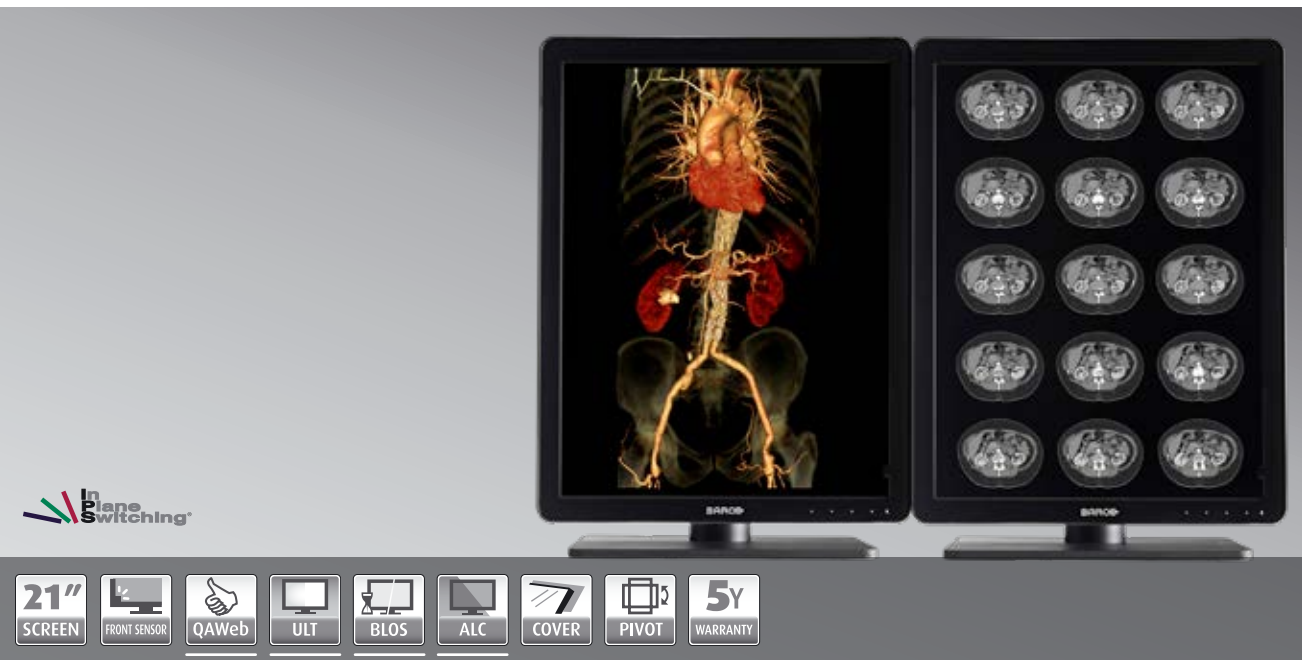 In
Plane
Switching®
BARCO
BARCO
21″
SCREEN
FRONT SENSOR
QAWeb
ULT
BLOS
ALC
COVER
PIVOT
5Y
WARRANTY